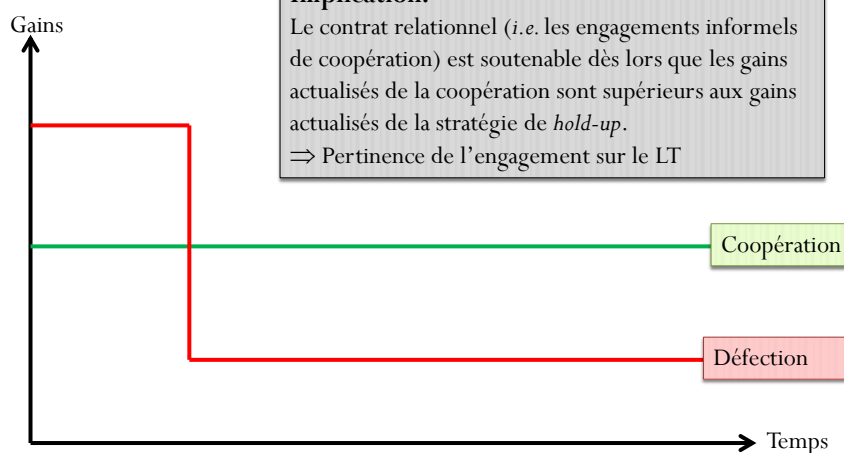 Implication:
Gains
Le contrat relationnel (i.e. les engagements informels
de coopération) est soutenable dès lors que les gains
actualisés de la coopération sont supérieurs aux gains
actualisés de la stratégie de hold-up.
⇒ Pertinence de l'engagement sur le LT
Coopération
Défection
Temps